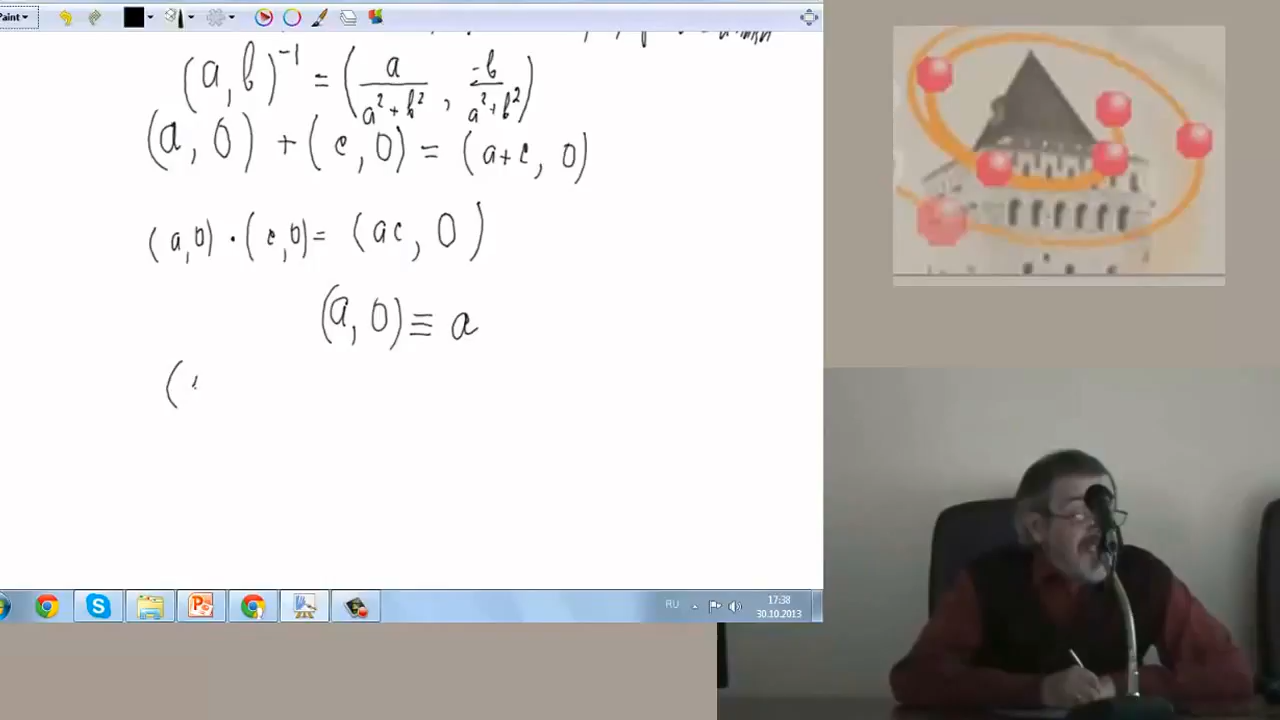 Paint
(a, b)⁻¹ = (a/(a² + b²), -b/(a² + b²))
(a, 0) + (c, 0) = (a+c, 0)
(a,0) · (c,0) = (ac, 0)
(a, 0) ≡ a
(
RU
17:38
30.10.2013